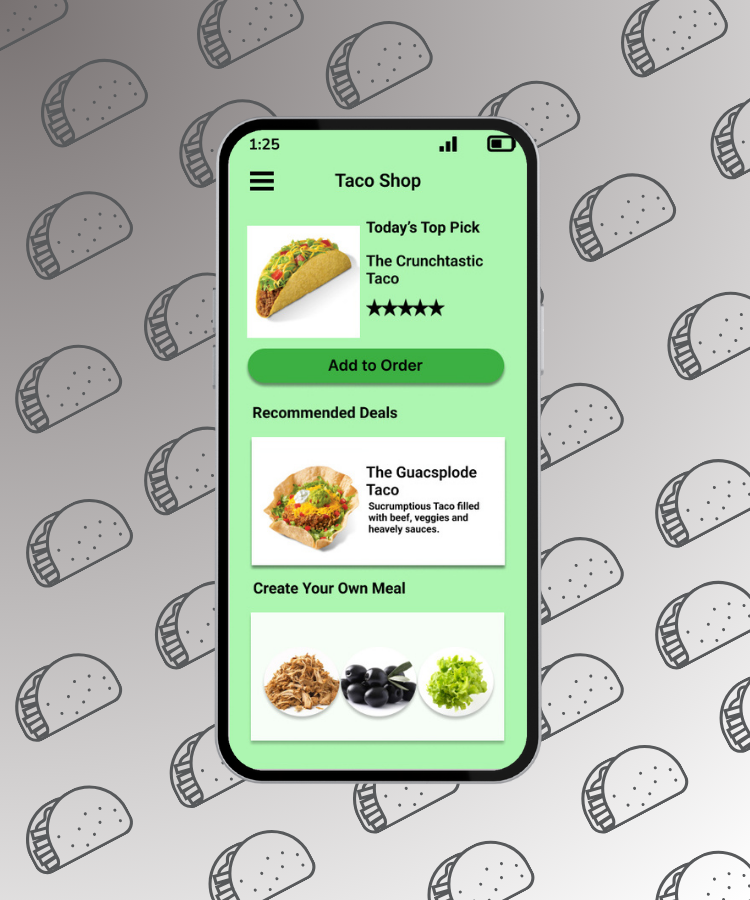 1:25
Taco Shop
Today’s Top Pick
The Crunchtastic
Taco
Add to Order
Recommended Deals
The Guacsplode
Taco
Sucrumptious Taco filled
with beef, veggies and
heavely sauces.
Create Your Own Meal